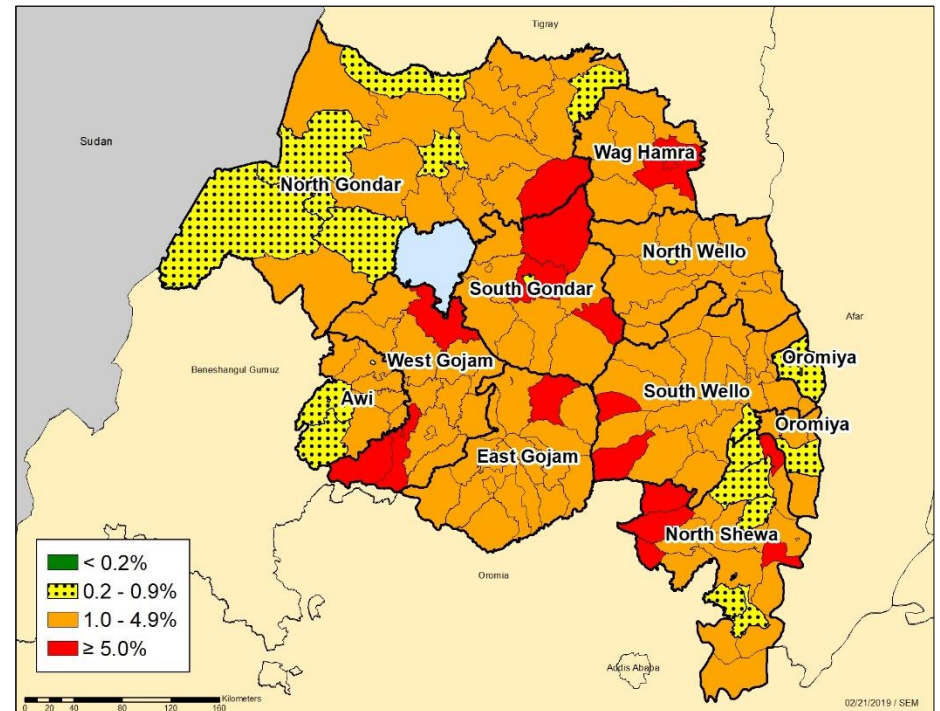 Tigray
Sudan
Wag Hamra
North Gondar
North Wello
South Gondar
Afar
Oromiya
West Gojam
Beneshangul Gumuz
Awi
South Wello
Oromiya
East Gojam
North Shewa
< 0.2%
0.2 - 0.9%
1.0 - 4.9%
≥ 5.0%
Oromia
Addis Ababa
Kilometers
0 20 40 80 120 160
02/21/2019 / SEM